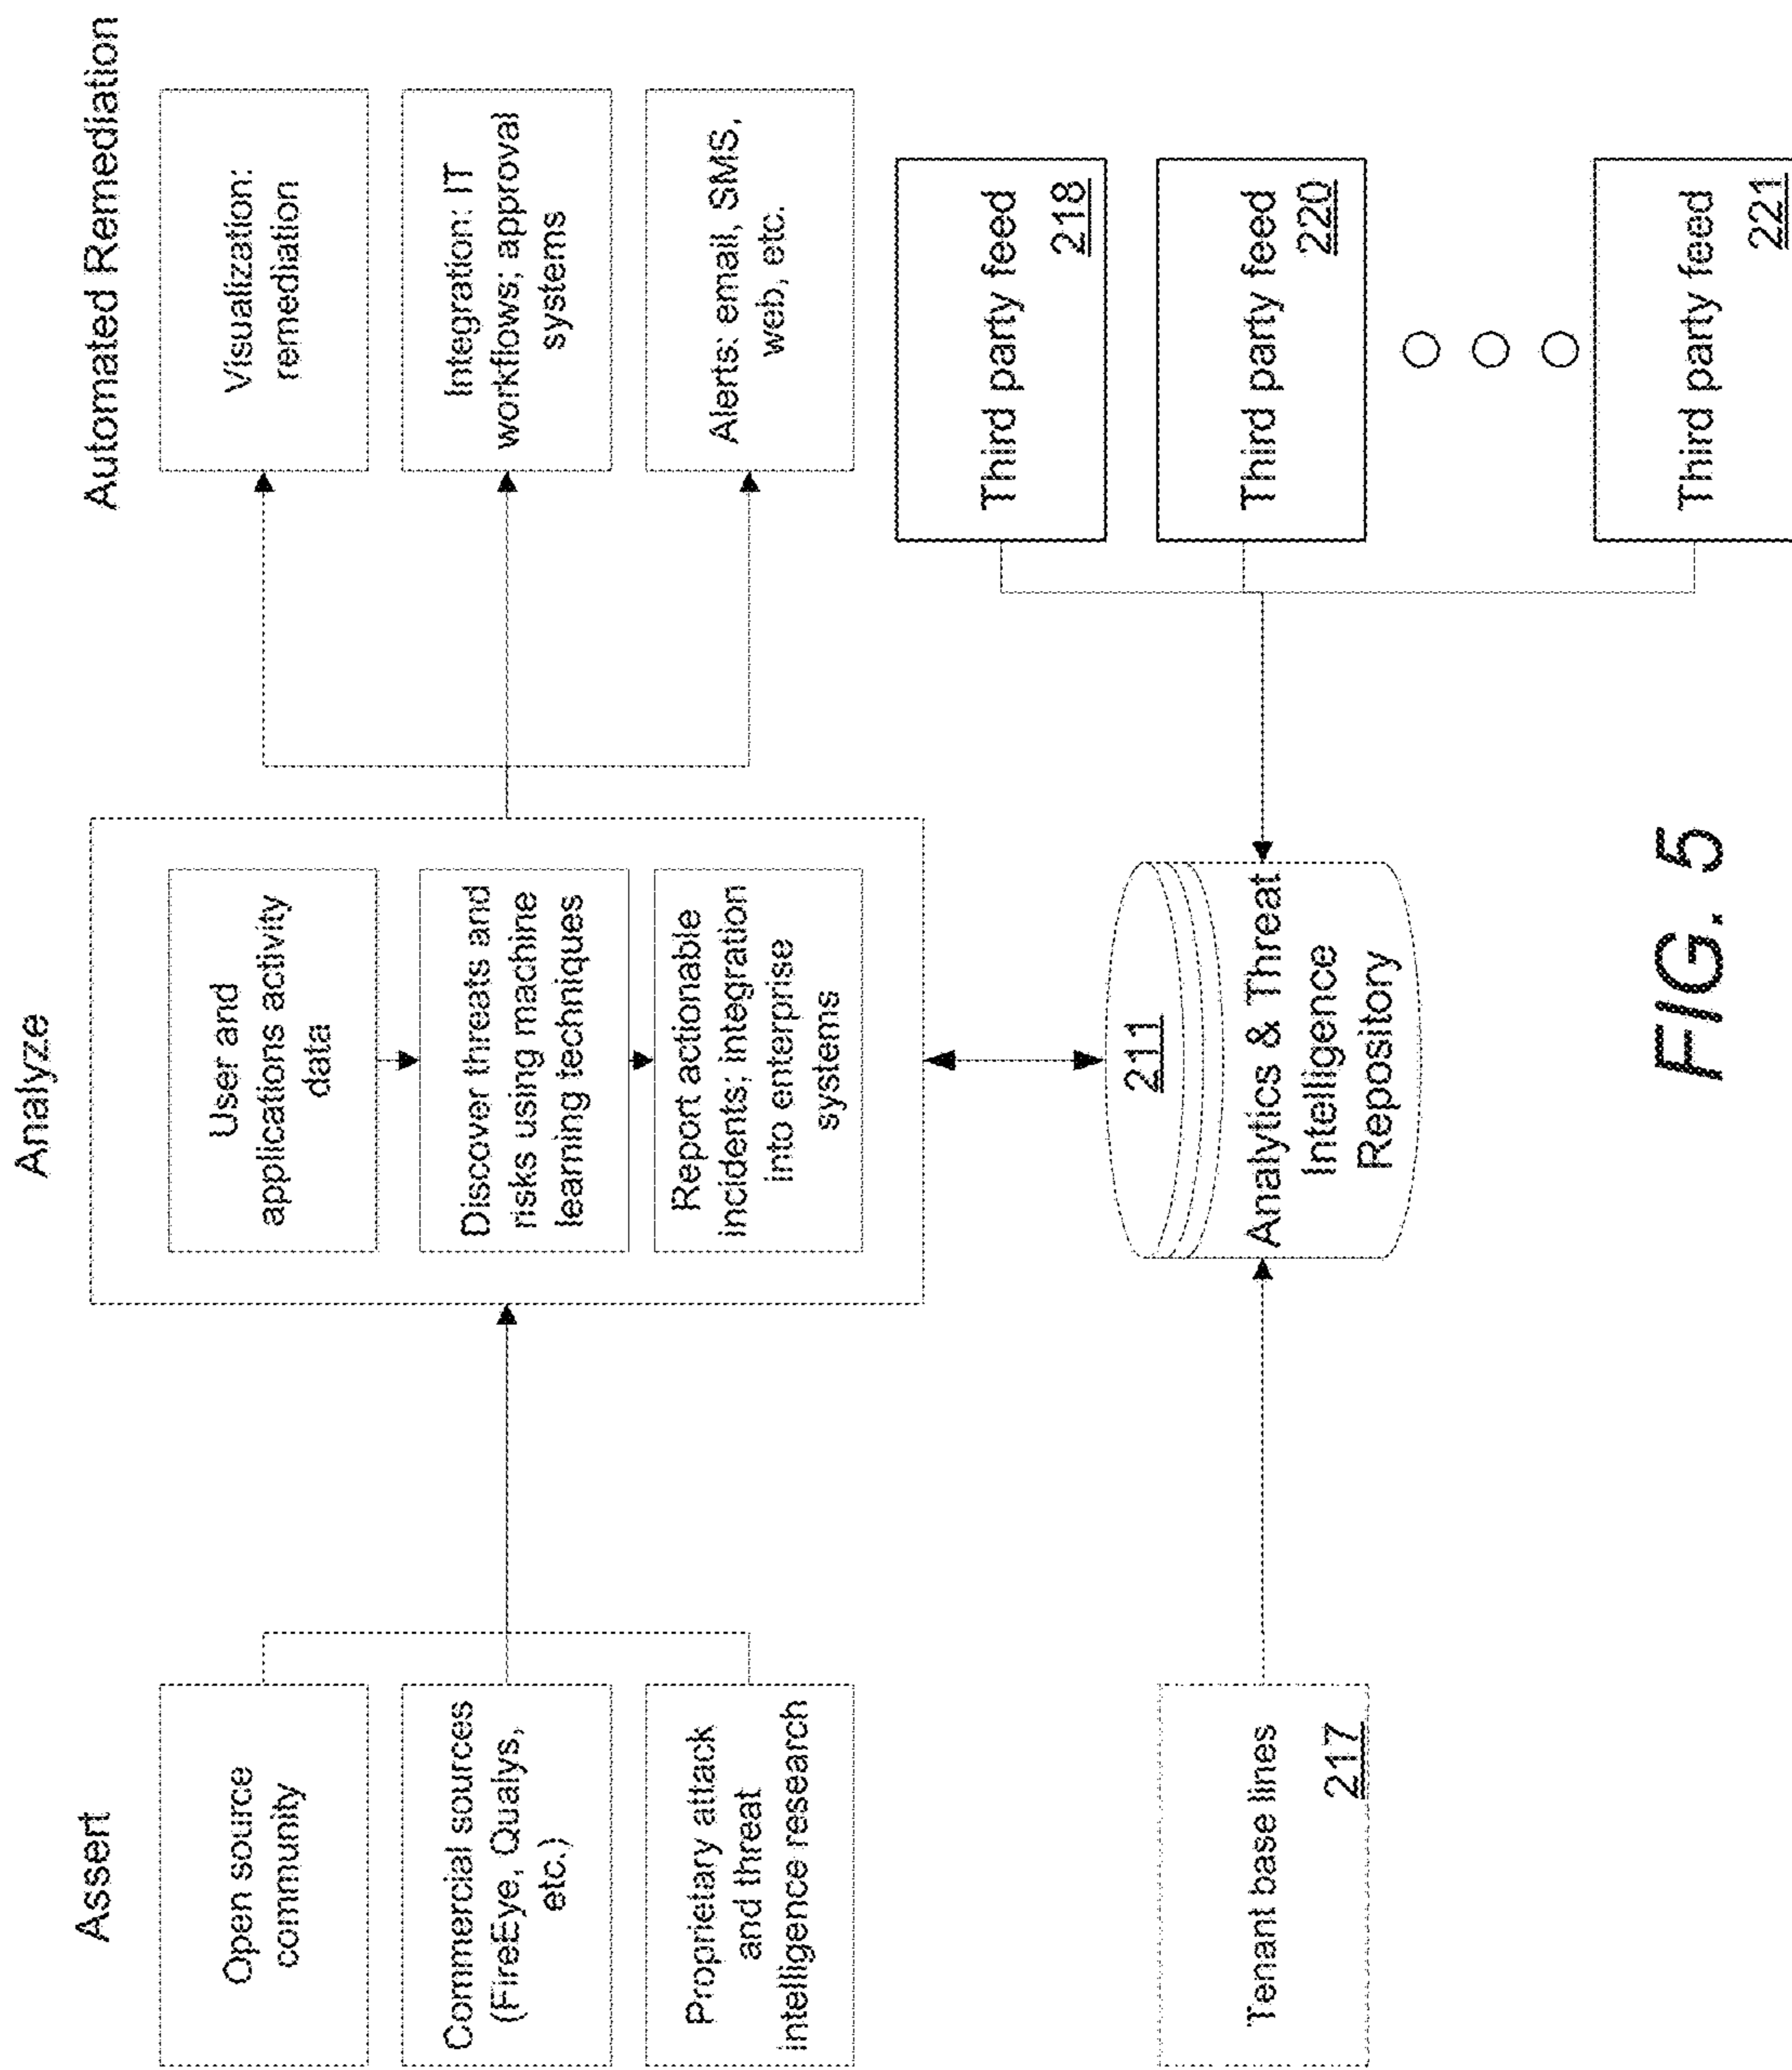 Assert
Analyze
Automated Remediation
Open source
community
Commercial sources
(FireEye, Qualys,
etc.)
Proprietary attack
and threat
intelligence research
User and
applications activity
data
Discover threats and
risks using machine
learning techniques
Report actionable
incidents; integration
into enterprise
systems
Visualization:
remediation
Integration: IT
workflows; approval
systems
Alerts: email, SMS,
web, etc.
Tenant base lines
217
211
Analytics & Threat
Intelligence
Repository
Third party feed
218
Third party feed
220
Third party feed
221
FIG. 5